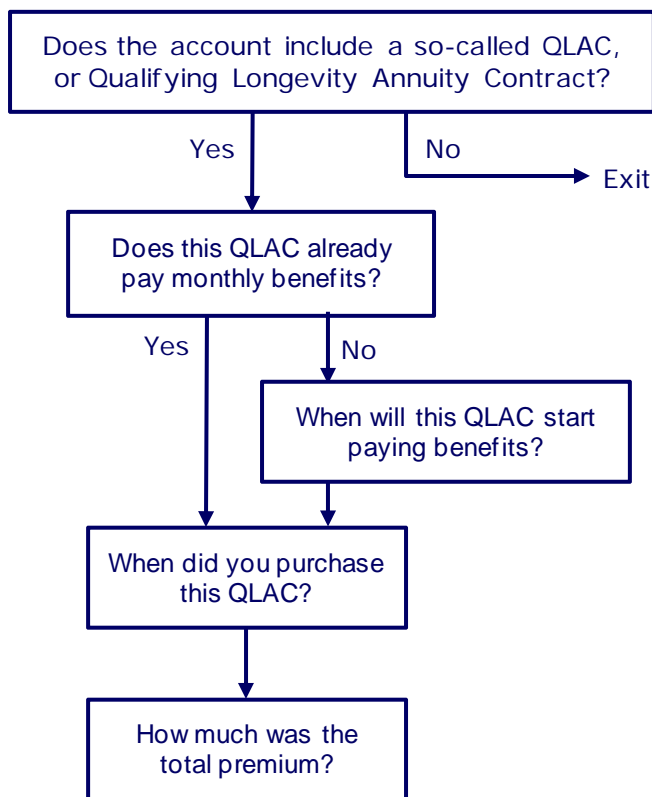 Does the account include a so-called QLAC,
or Qualifying Longevity Annuity Contract?
Yes
No
Exit
Does this QLAC already
pay monthly benefits?
Yes
No
When will this QLAC start
paying benefits?
When did you purchase
this QLAC?
How much was the
total premium?